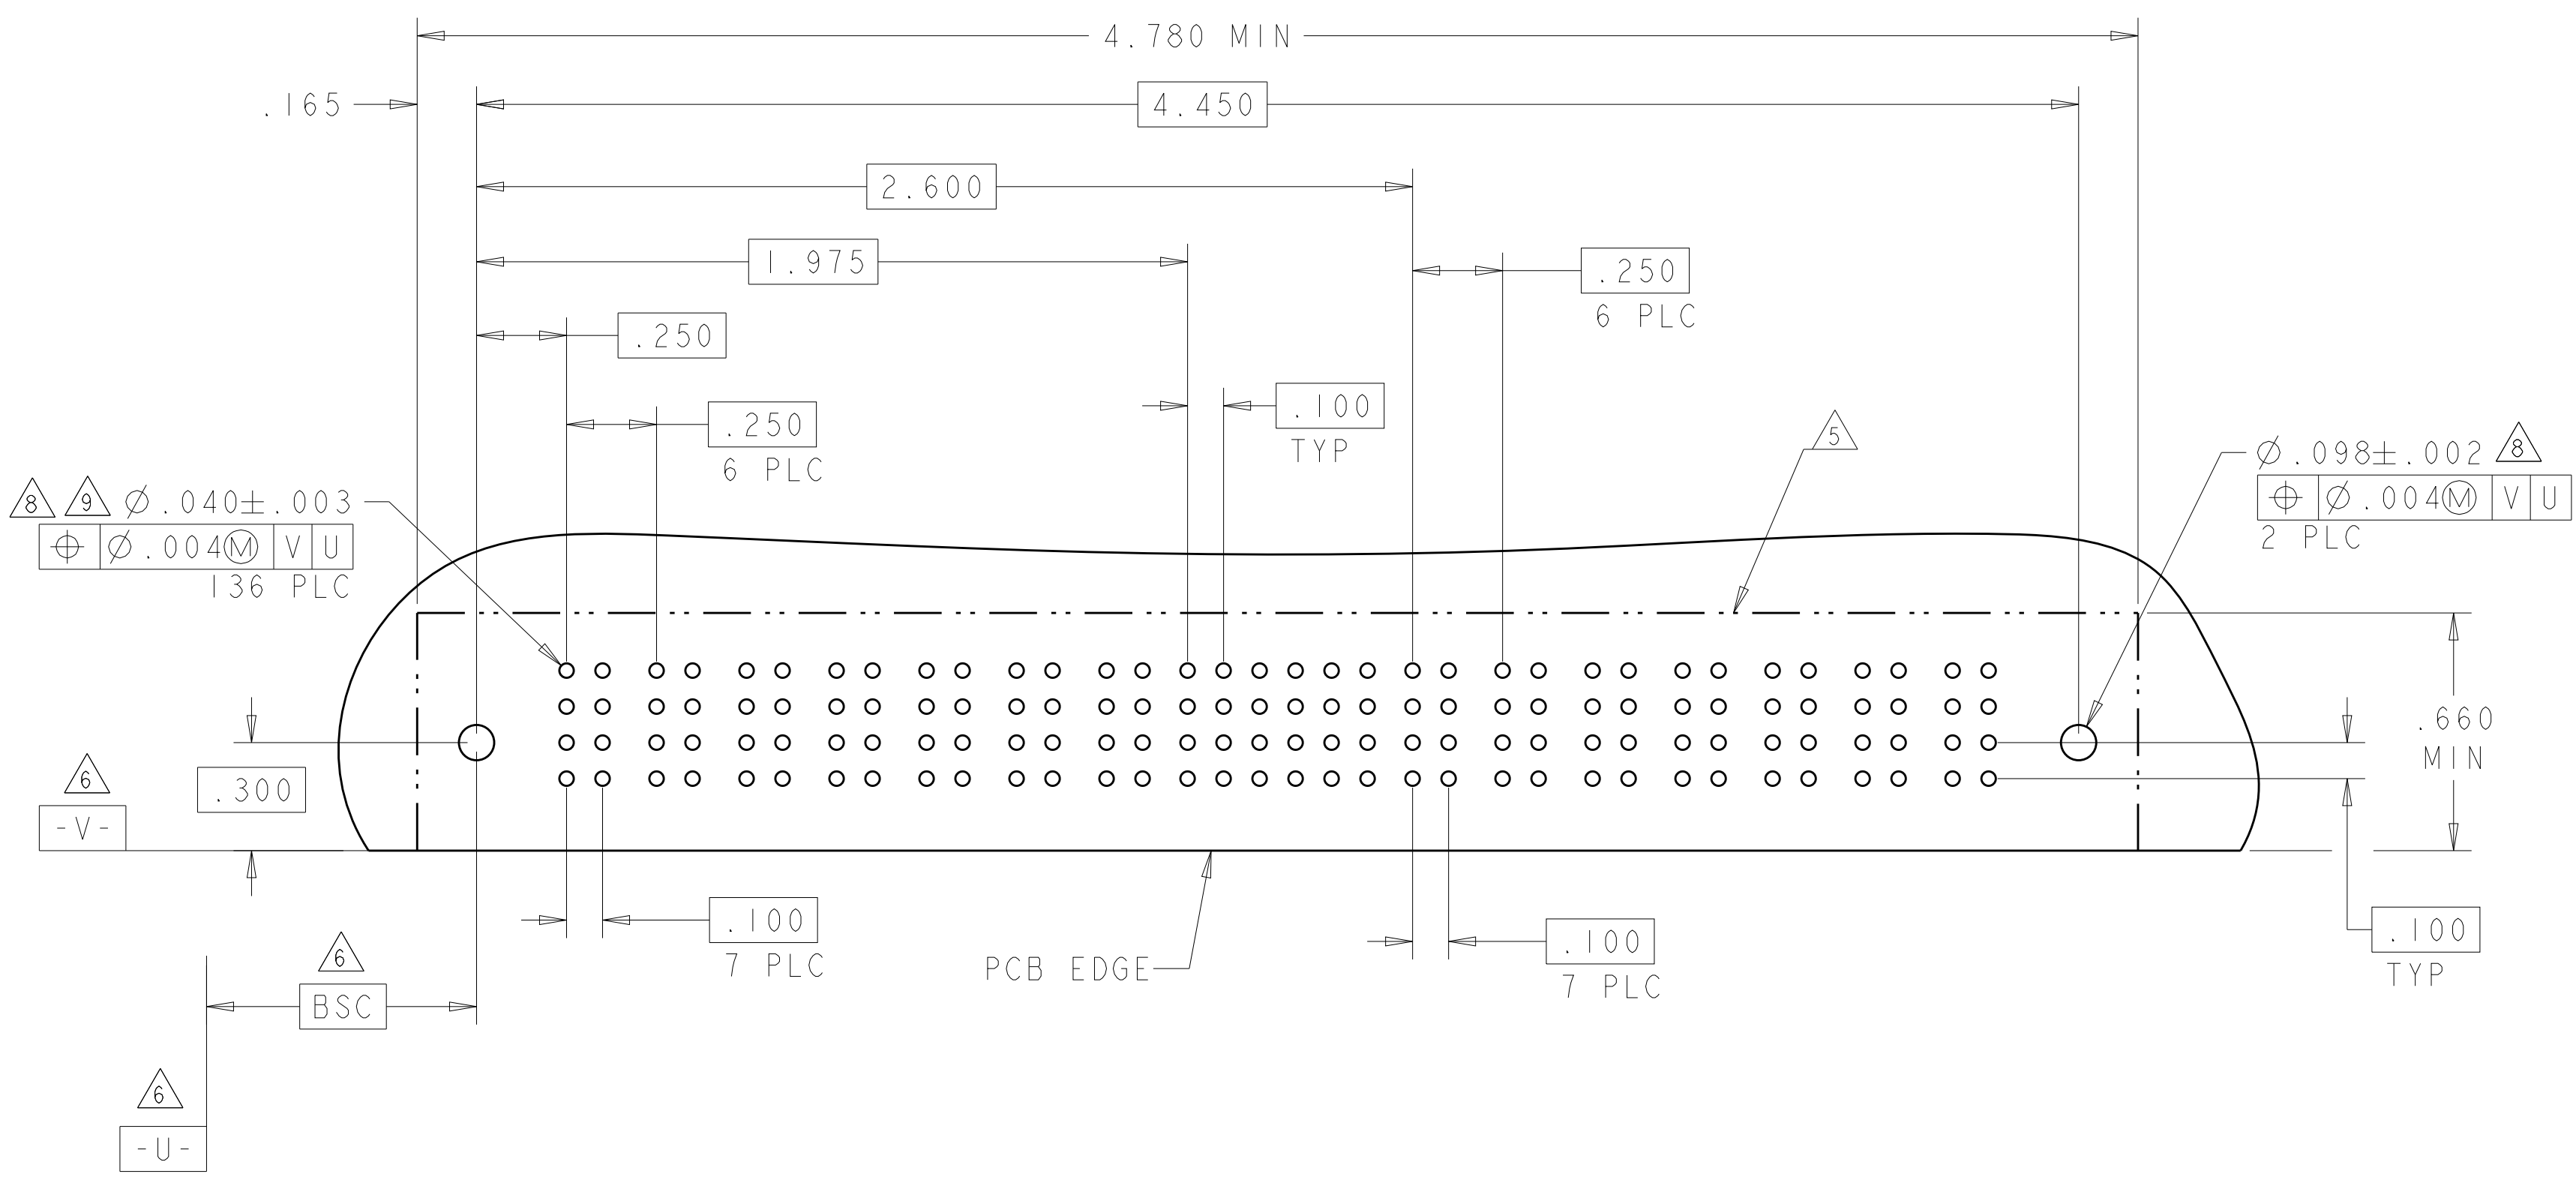 4.780 MIN
.165
4.450
2.600
1.975
.250
6 PLC
.250
.250
6 PLC
.100
TYP
5
8 9 Ø.040±.003
⌖ Ø.004Ⓜ V U
136 PLC
Ø.098±.002 8
⌖ Ø.004Ⓜ V U
2 PLC
.660
MIN
.300
6
-V-
.100
7 PLC
PCB EDGE
.100
7 PLC
.100
TYP
6
BSC
6
-U-